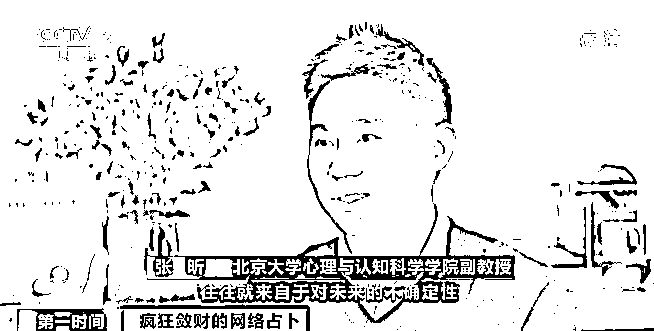 CCTV
张 昕 北京大学心理与认知科学学院副教授
往往就来自于对未来的不确定性
第一时间 疯狂敛财的网络占卜